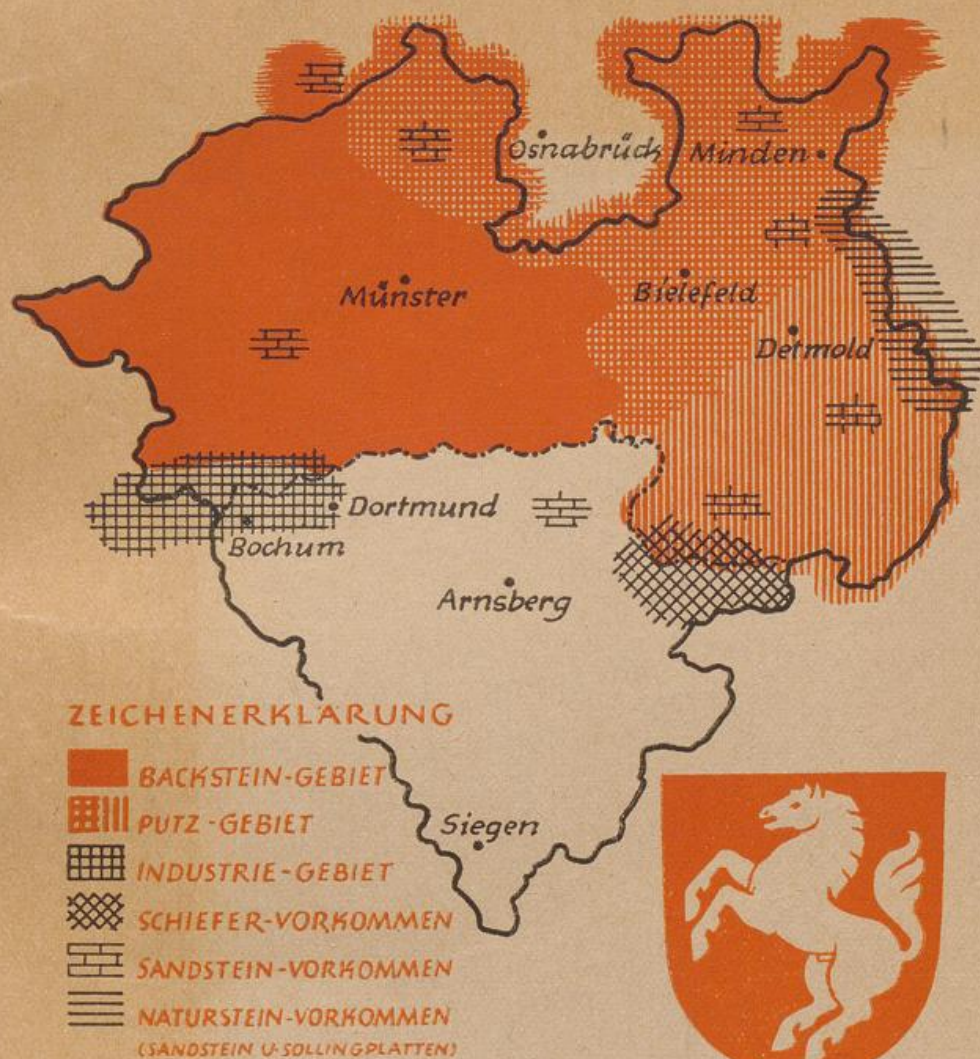 Osnabrück
Minden
Münster
Bielefeld
Detmold
Dortmund
Bochum
Arnsberg
Siegen
ZEICHENERKLÄRUNG
BACKSTEIN-GEBIET
PUTZ-GEBIET
INDUSTRIE-GEBIET
SCHIEFER-VORKOMMEN
SANDSTEIN-VORKOMMEN
NATURSTEIN-VORKOMMEN
(SANDSTEIN U·SOLLINGPLATTEN)